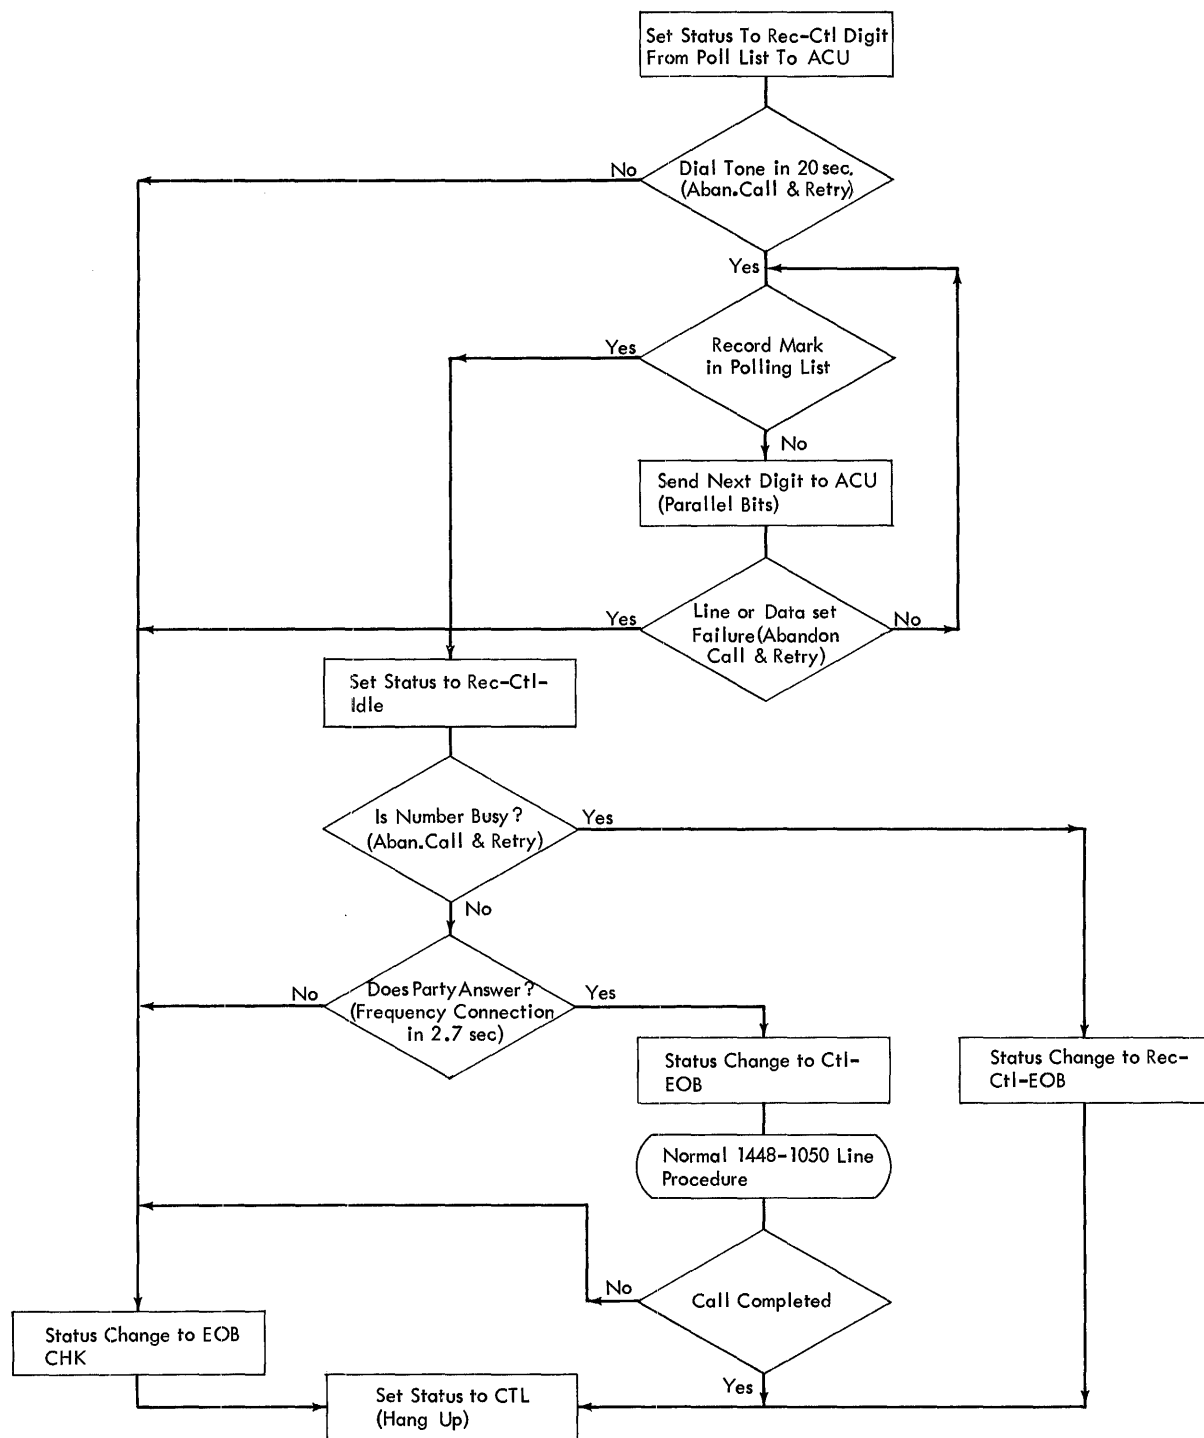 Set Status To Rec-Ctl Digit
From Poll List To ACU
No
Dial Tone in 20 sec.
(Aban.Call & Retry)
Yes
Yes
Record Mark
in Polling List
No
Send Next Digit to ACU
(Parallel Bits)
Yes
Line or Data set
Failure(Abandon
Call & Retry)
No
Set Status to Rec-Ctl-
Idle
Is Number Busy?
(Aban.Call & Retry)
Yes
No
No
Does Party Answer?
(Frequency Connection
in 2.7 sec)
Yes
Status Change to Ctl-
EOB
Status Change to Rec-
Ctl-EOB
Normal 1448-1050 Line
Procedure
No
Call Completed
Status Change to EOB
CHK
Yes
Set Status to CTL
(Hang Up)